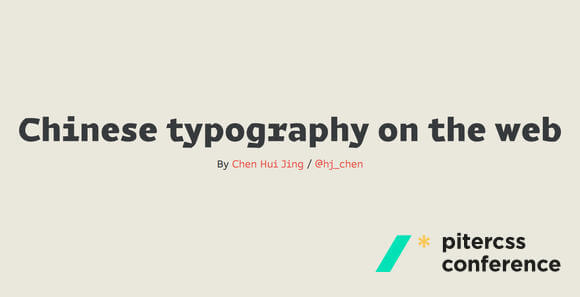 Chinese typography on the web
By Chen Hui Jing / @hj_chen
/* pitercss
conference